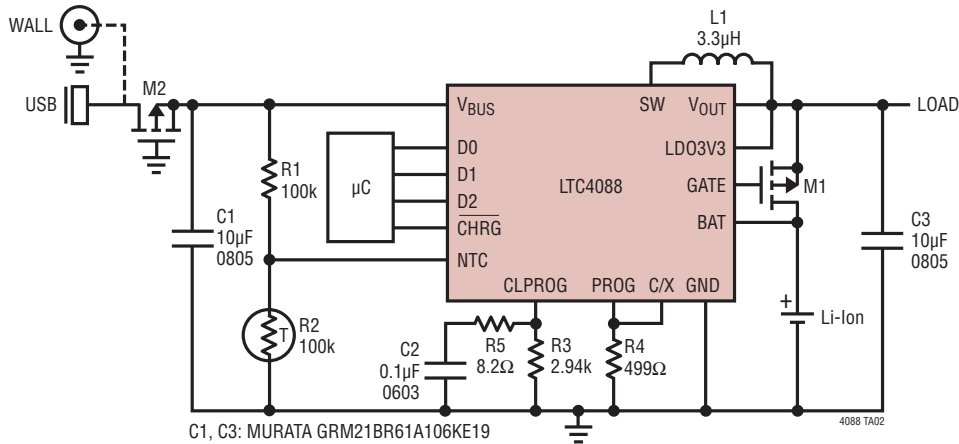 WALL
USB
M2
L1
3.3µH
VBUS
SW
VOUT
LOAD
D0
D1
D2
CHRG
NTC
µC
LTC4088
LDO3V3
GATE
BAT
M1
R1
100k
C1
10µF
0805
C3
10µF
0805
CLPROG
PROG
C/X
GND
T
R2
100k
C2
0.1µF
0603
R5
8.2Ω
R3
2.94k
R4
499Ω
+
Li-Ion
4088 TA02
C1, C3: MURATA GRM21BR61A106KE19